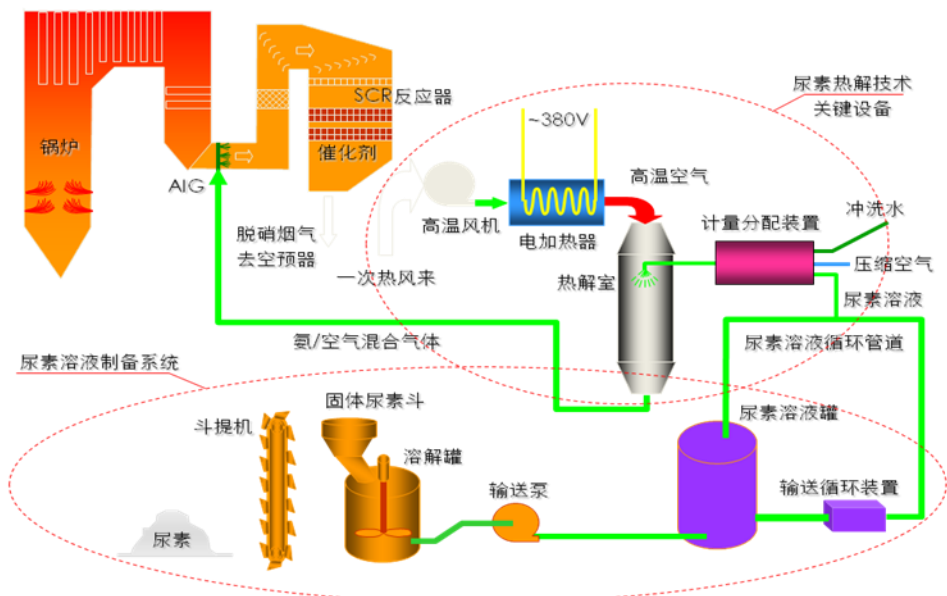 尿素热解技术
关键设备
~380V
SCR反应器
锅炉
催化剂
AIG
高温空气
冲洗水
高温风机
电加热器
计量分配装置
脱硝烟气
去空预器
压缩空气
一次热风来
热解室
尿素溶液
氨/空气混合气体
尿素溶液循环管道
尿素溶液制备系统
固体尿素斗
尿素溶液罐
斗提机
溶解罐
输送泵
输送循环装置
尿素